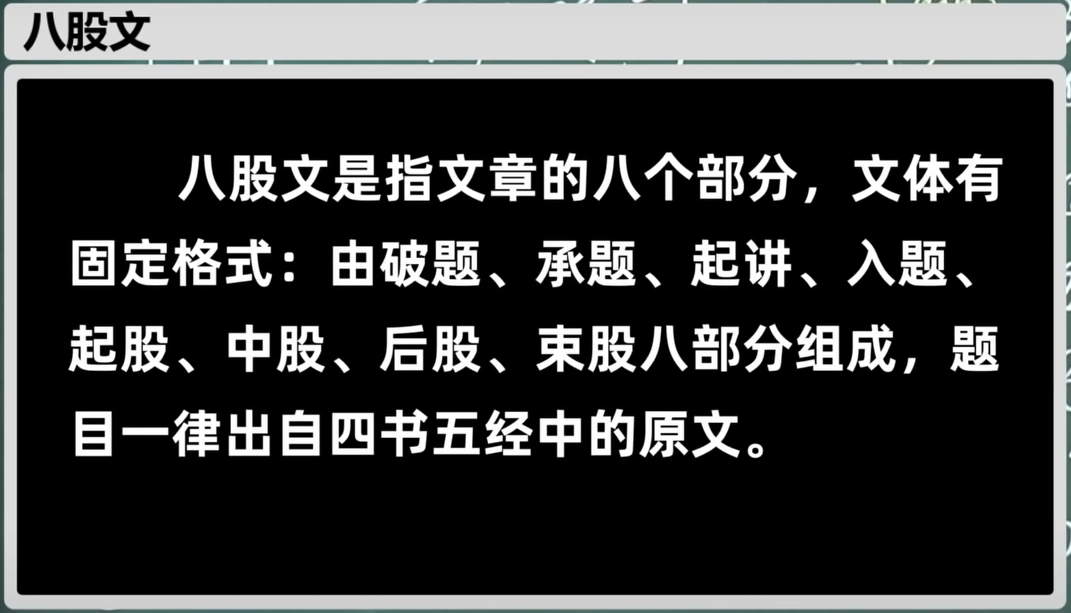 八股文
八股文是指文章的八个部分，文体有
固定格式：由破题、承题、起讲、入题、
起股、中股、后股、束股八部分组成，题
目一律出自四书五经中的原文。